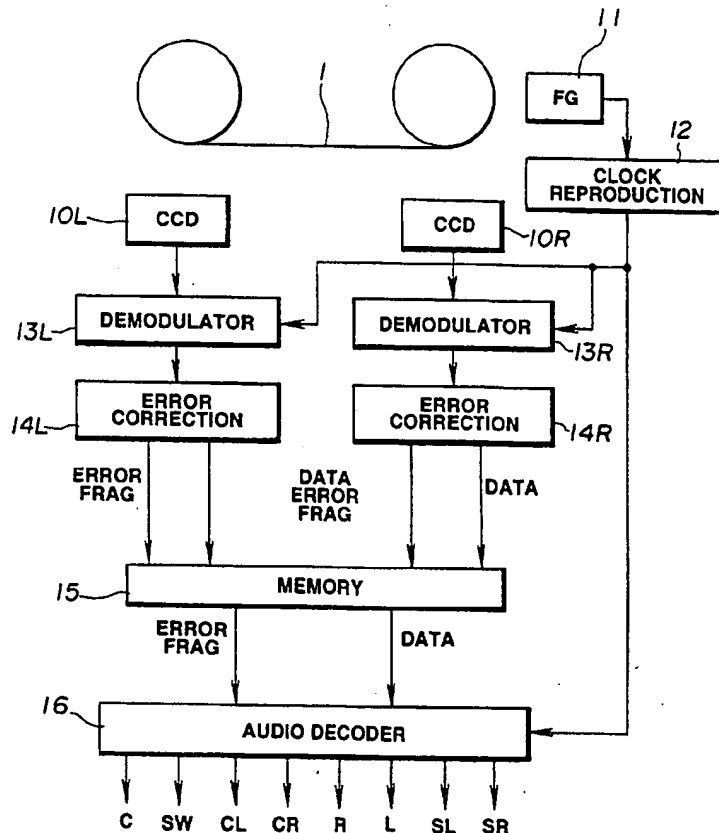 11
1
FG
12
CLOCK
REPRODUCTION
10L
CCD
CCD
10R
DEMODULATOR
13L
DEMODULATOR
13R
ERROR
CORRECTION
14L
ERROR
CORRECTION
14R
ERROR
FRAG
DATA
ERROR
FRAG
DATA
15
MEMORY
ERROR
FRAG
DATA
16
AUDIO DECODER
C SW CL CR R L SL SR